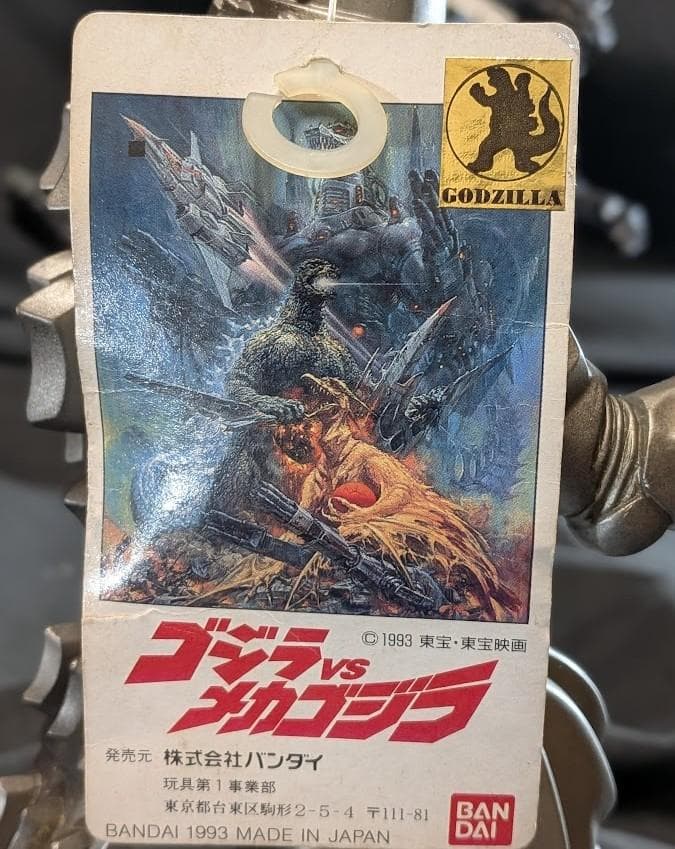 GODZILLA
©1993 東宝・東宝映画
ゴジラVS
メカゴジラ
発売元 株式会社バンダイ
玩具第1事業部
東京都台東区駒形2-5-4 〒111-81
BANDAI 1993 MADE IN JAPAN
BAN
DAI